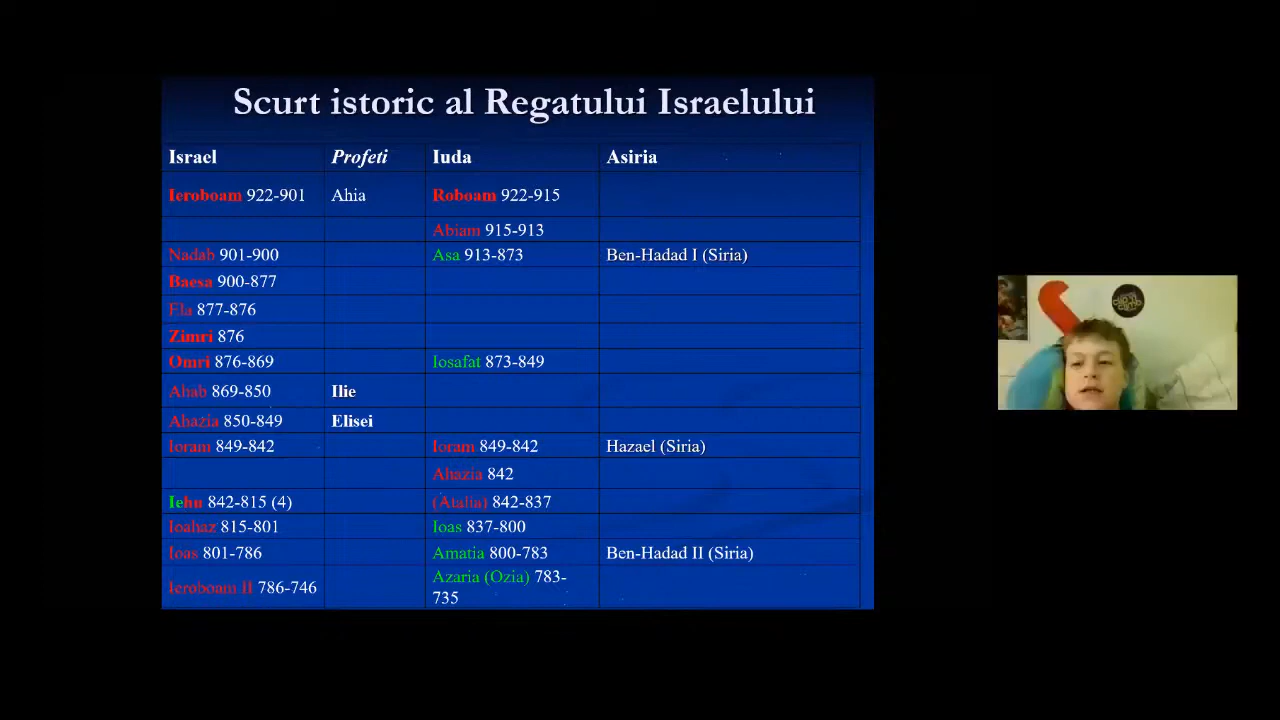 Scurt istoric al Regatului Israelului
Israel Profeti Iuda Asiria
Ieroboam 922-901 Ahia Roboam 922-915
Abiam 915-913
Nadab 901-900 Asa 913-873 Ben-Hadad I (Siria)
Baesa 900-877
Ela 877-876
Zimri 876
Omri 876-869 Iosafat 873-849
Ahab 869-850 Ilie
Ahazia 850-849 Elisei
Ioram 849-842 Ioram 849-842 Hazael (Siria)
Ahazia 842
Iehu 842-815 (4) (Atalia) 842-837
Ioahaz 815-801 Ioas 837-800
Ioas 801-786 Amatia 800-783 Ben-Hadad II (Siria)
Ieroboam II 786-746 Azaria (Ozia) 783-
735